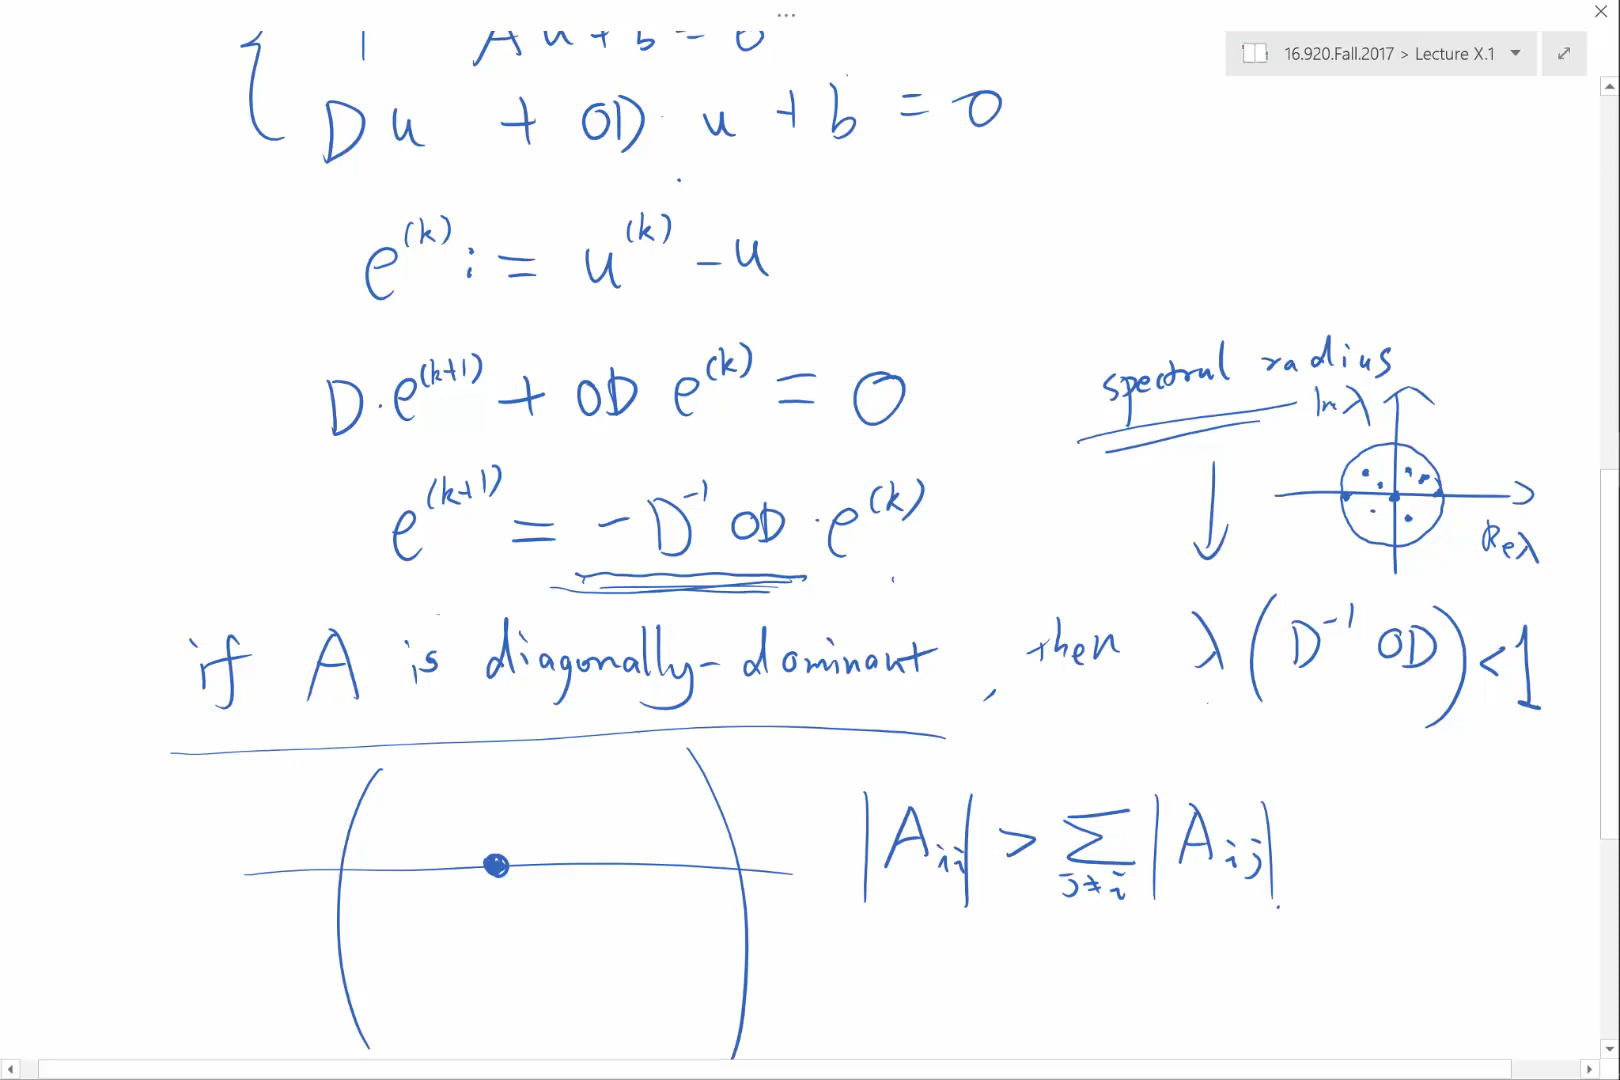 16.920.Fall.2017 > Lecture X.1
A u + b = 0
D u + OD u + b = 0
e^(k) := u^(k) - u
D · e^(k+1) + OD e^(k) = 0
e^(k+1) = - D^-1 OD · e^(k)
spectral radius
Im λ
Re λ
if A is diagonally-dominant, then λ(D^-1 OD) < 1
|A_ii| > Σ_{j≠i} |A_ij|